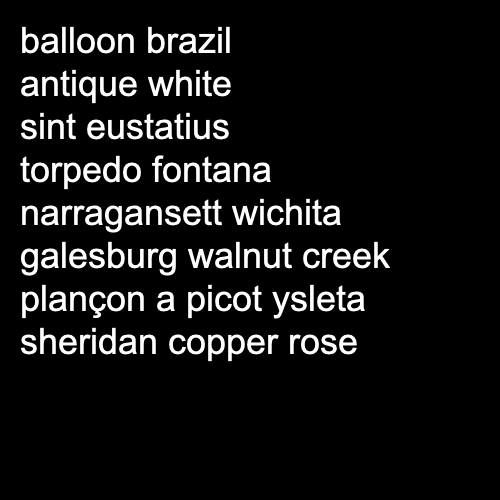 balloon brazil
antique white
sint eustatius
torpedo fontana
narragansett wichita
galesburg walnut creek
plançon a picot ysleta
sheridan copper rose